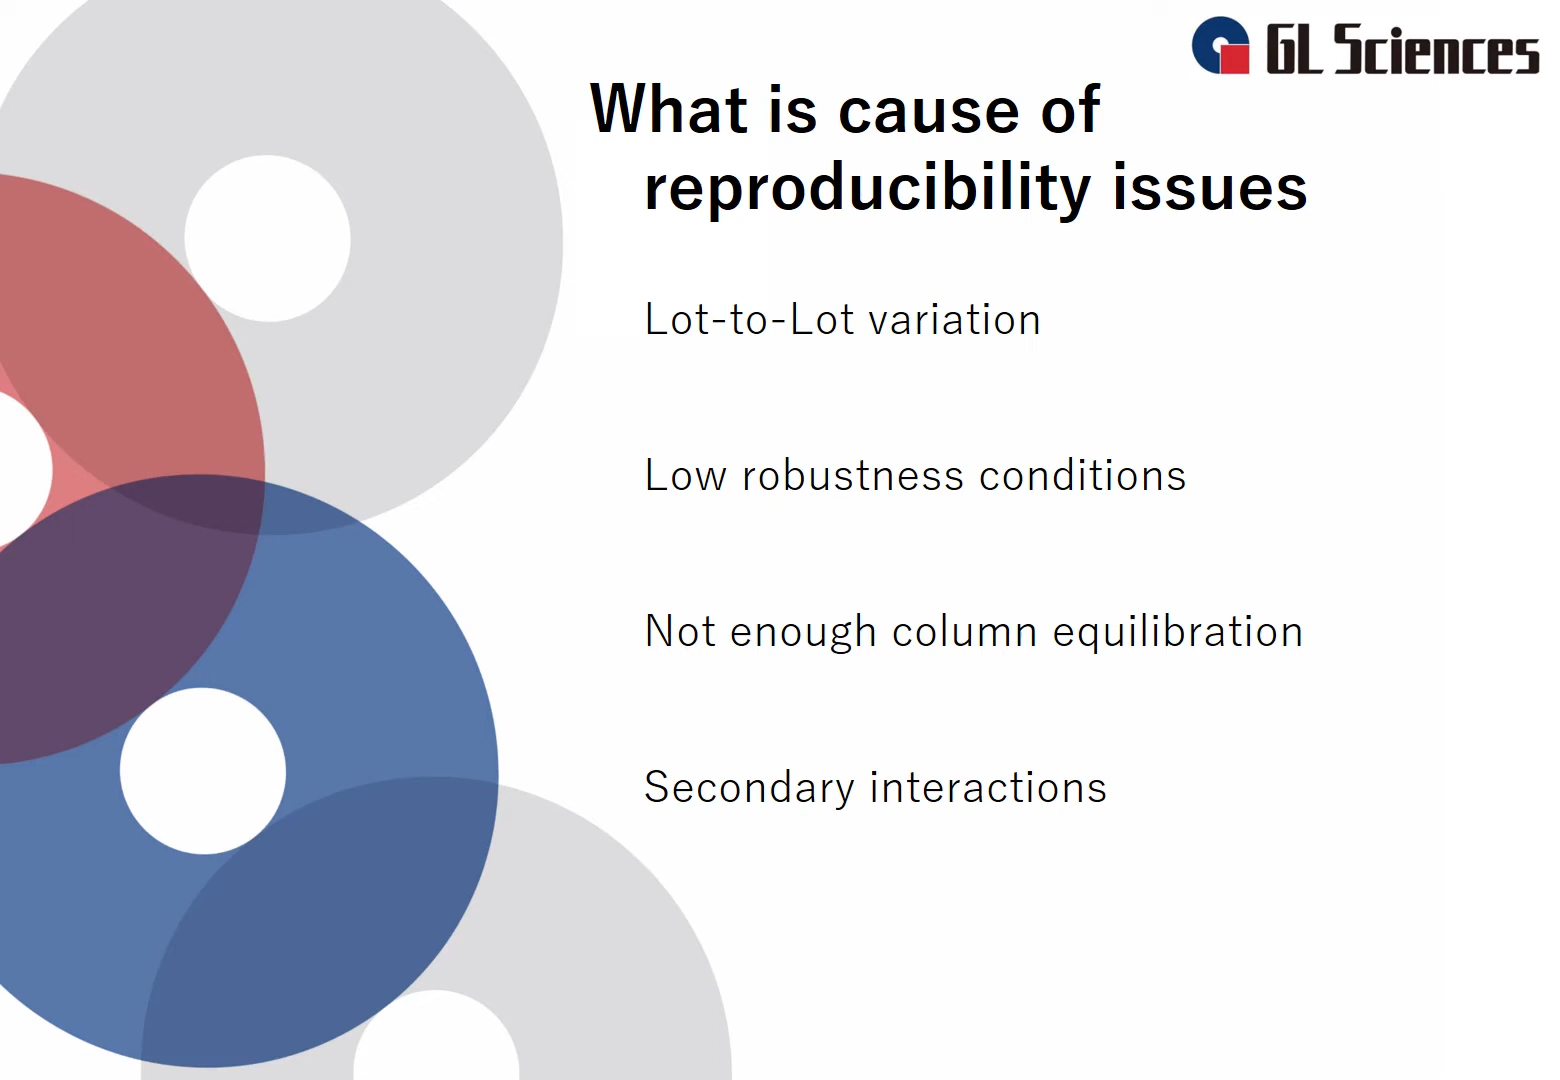 GL Sciences
What is cause of
reproducibility issues
Lot-to-Lot variation
Low robustness conditions
Not enough column equilibration
Secondary interactions